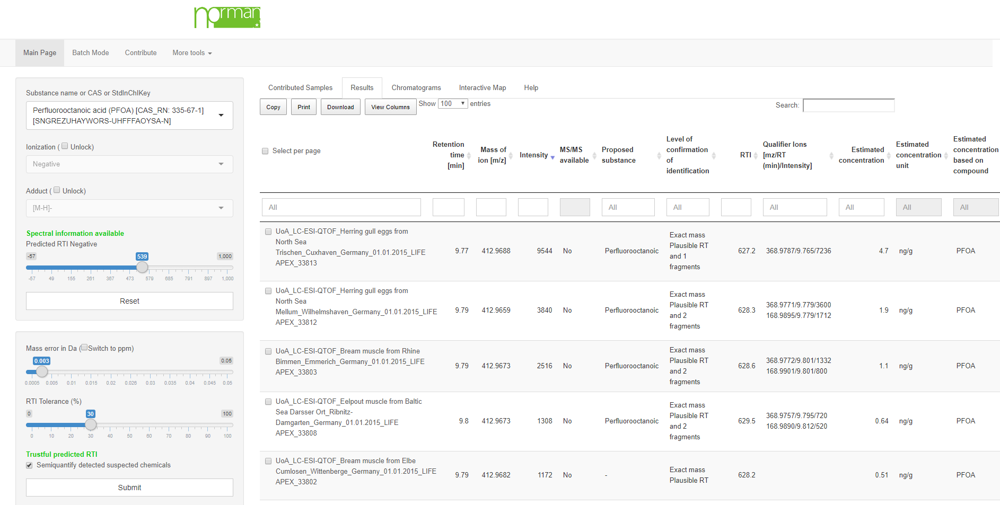 norman
Main Page Batch Mode Contribute More tools
Substance name or CAS or StdInChIKey
Perfluorooctanoic acid (PFOA) [CAS_RN: 335-67-1]
[SNGREZUHAYWORS-UHFFFAOYSA-N]
Ionization ( Unlock)
Negative
Adduct ( Unlock)
[M-H]-
Spectral information available
Predicted RTI Negative
-57 539 1,000
-57 49 155 261 367 473 579 685 791 897 1,000
Reset
Mass error in Da ( Switch to ppm)
0.003 0.05
0.0005 0.005 0.01 0.015 0.02 0.026 0.03 0.035 0.04 0.045 0.05
RTI Tolerance (%)
0 30 100
0 10 20 30 40 50 60 70 80 90 100
Trustful predicted RTI
Semiquantify detected suspected chemicals
Submit
Contributed Samples Results Chromatograms Interactive Map Help
Copy Print Download View Columns Show 100 entries Search:
Select per page
Retention
time
[min]
Mass of
ion [m/z]
Intensity
MS/MS
available
Proposed
substance
Level of
confirmation
of
identification
RTI
Qualifier Ions
[mz/RT
(min)/Intensity]
Estimated
concentration
Estimated
concentration
unit
Estimated
concentration
based on
compound
All All All All All All All
UoA_LC-ESI-QTOF_Herring gull eggs from
North Sea
Trischen_Cuxhaven_Germany_01.01.2015_LIFE
APEX_33813
9.77 412.9688 9544 No Perfluorooctanoic
Exact mass
Plausible RT
and 1
fragments
627.2 368.9787/9.765/7236 4.7 ng/g PFOA
UoA_LC-ESI-QTOF_Herring gull eggs from
North Sea
Mellum_Wilhelmshaven_Germany_01.01.2015_LIFE
APEX_33812
9.79 412.9659 3840 No Perfluorooctanoic
Exact mass
Plausible RT
and 2
fragments
628.3
368.9771/9.779/3600
168.9895/9.779/1712
1.9 ng/g PFOA
UoA_LC-ESI-QTOF_Bream muscle from Rhine
Bimmen_Emmerich_Germany_01.01.2015_LIFE
APEX_33803
9.79 412.9673 2516 No Perfluorooctanoic
Exact mass
Plausible RT
and 2
fragments
628.6
368.9772/9.801/1332
168.9901/9.801/800
1.1 ng/g PFOA
UoA_LC-ESI-QTOF_Eelpout muscle from Baltic
Sea Darsser Ort_Ribnitz-
Damgarten_Germany_01.01.2015_LIFE
APEX_33808
9.8 412.9673 1308 No Perfluorooctanoic
Exact mass
Plausible RT
and 2
fragments
629.5
368.9757/9.795/720
168.9890/9.812/520
0.64 ng/g PFOA
UoA_LC-ESI-QTOF_Bream muscle from Elbe
Cumlosen_Wittenberge_Germany_01.01.2015_LIFE
APEX_33802
9.79 412.9682 1172 No -
Exact mass
Plausible RT
628.2 0.51 ng/g PFOA